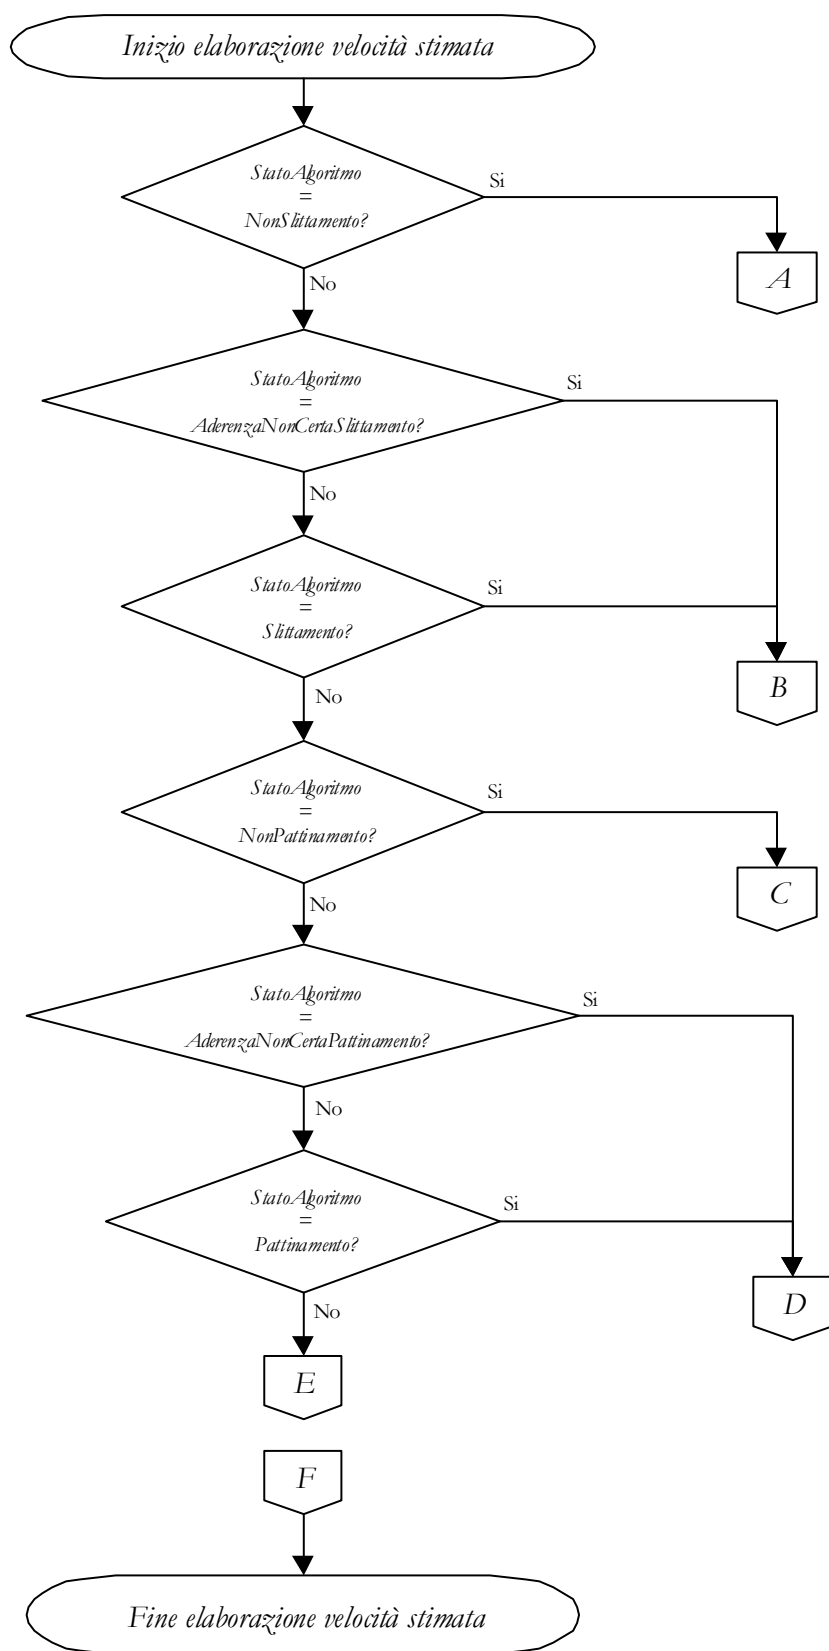 Inizio elaborazione velocità stimata
StatoAlgoritmo
=
NonSlittamento?
Si
A
No
StatoAlgoritmo
=
AderenzaNonCertaSlittamento?
Si
No
StatoAlgoritmo
=
Slittamento?
Si
B
No
StatoAlgoritmo
=
NonPattinamento?
Si
C
No
StatoAlgoritmo
=
AderenzaNonCertaPattinamento?
Si
No
StatoAlgoritmo
=
Pattinamento?
Si
D
No
E
F
Fine elaborazione velocità stimata